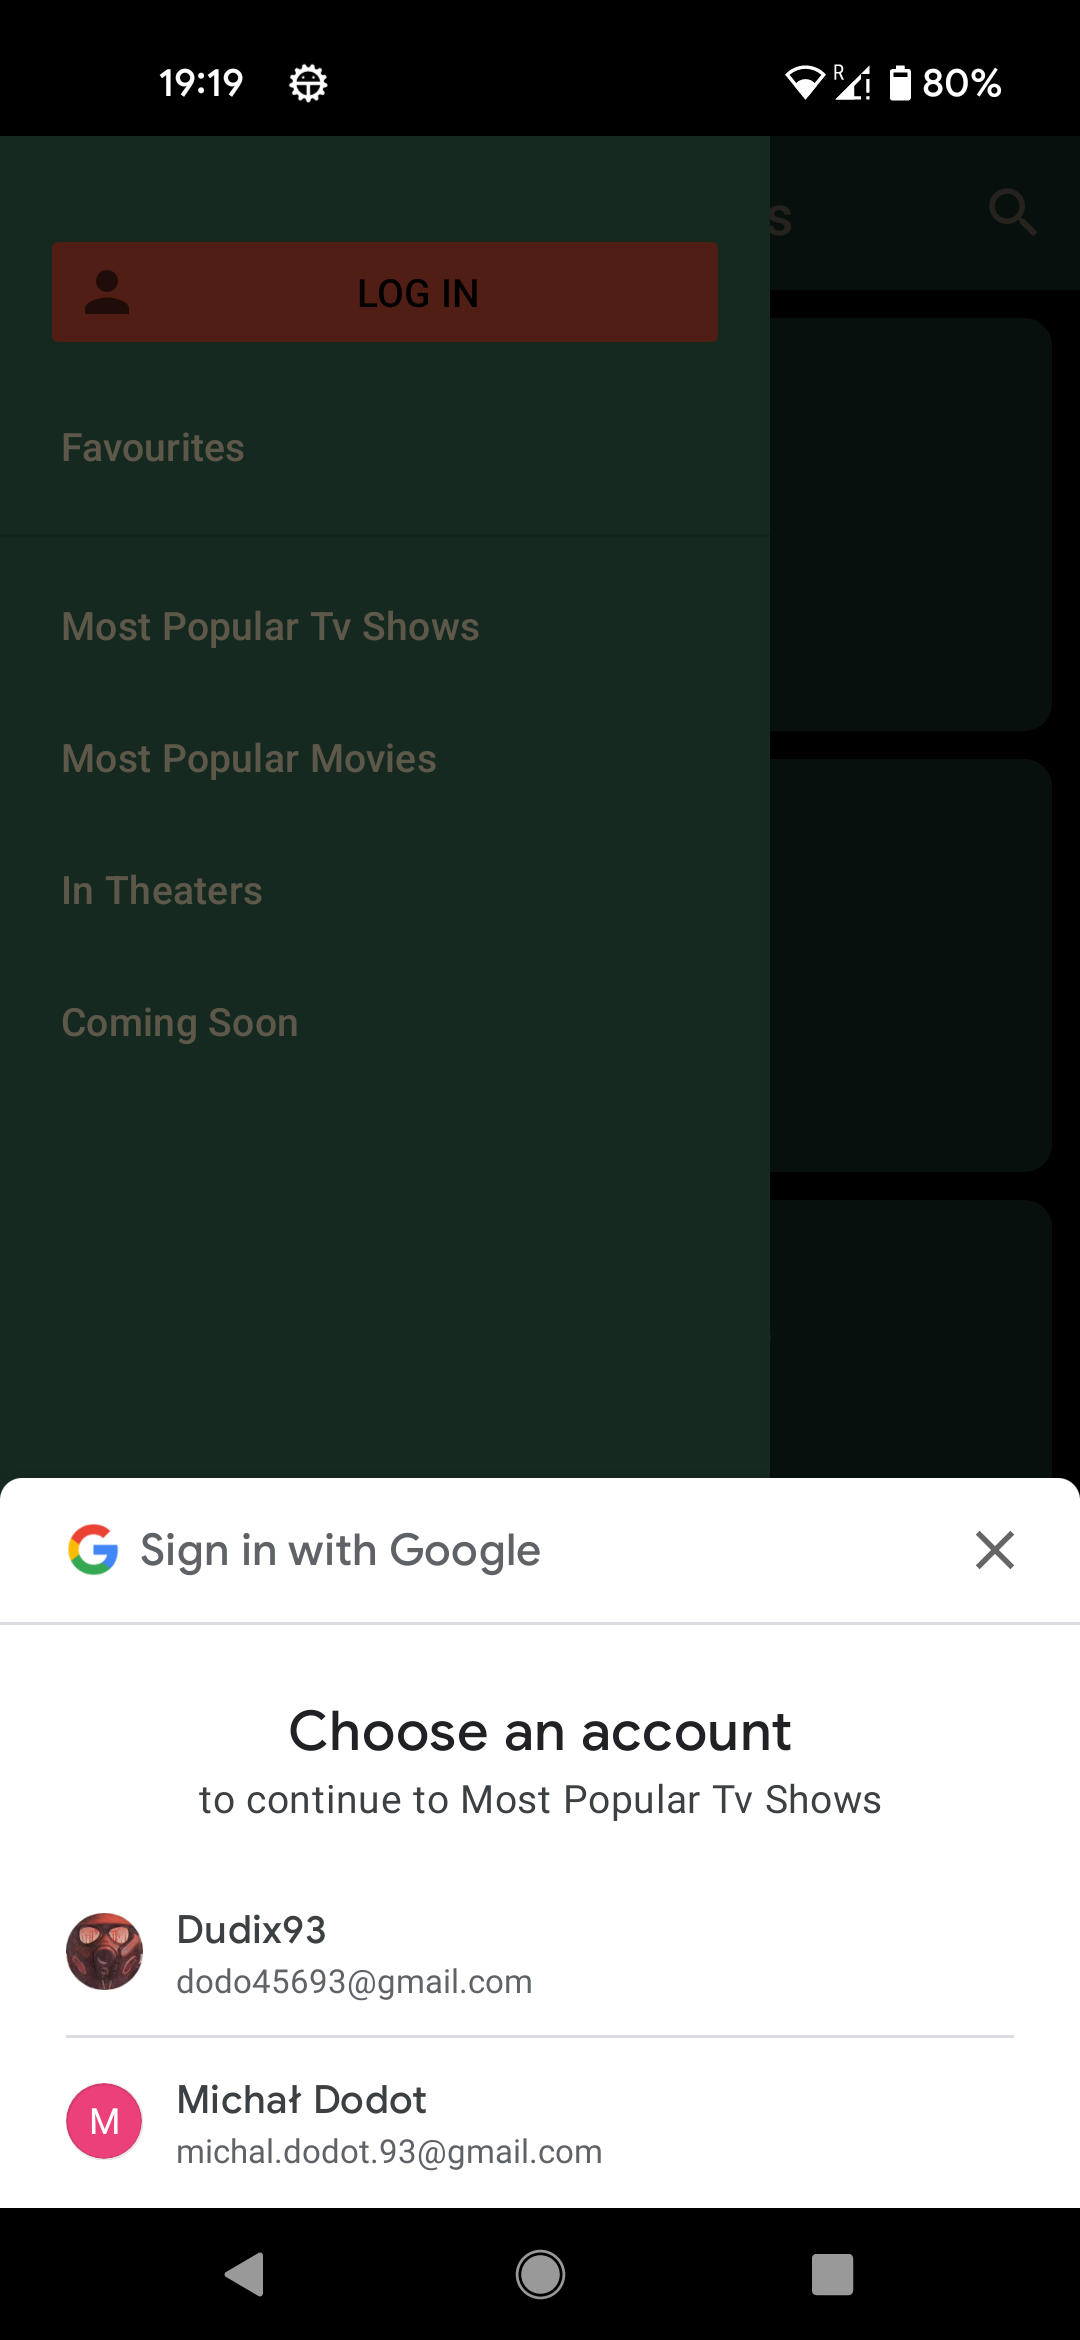 19:19
R
80%
s
LOG IN
Favourites
Most Popular Tv Shows
Most Popular Movies
In Theaters
Coming Soon
Sign in with Google
Choose an account
to continue to Most Popular Tv Shows
Dudix93
dodo45693@gmail.com
M
Michał Dodot
michal.dodot.93@gmail.com